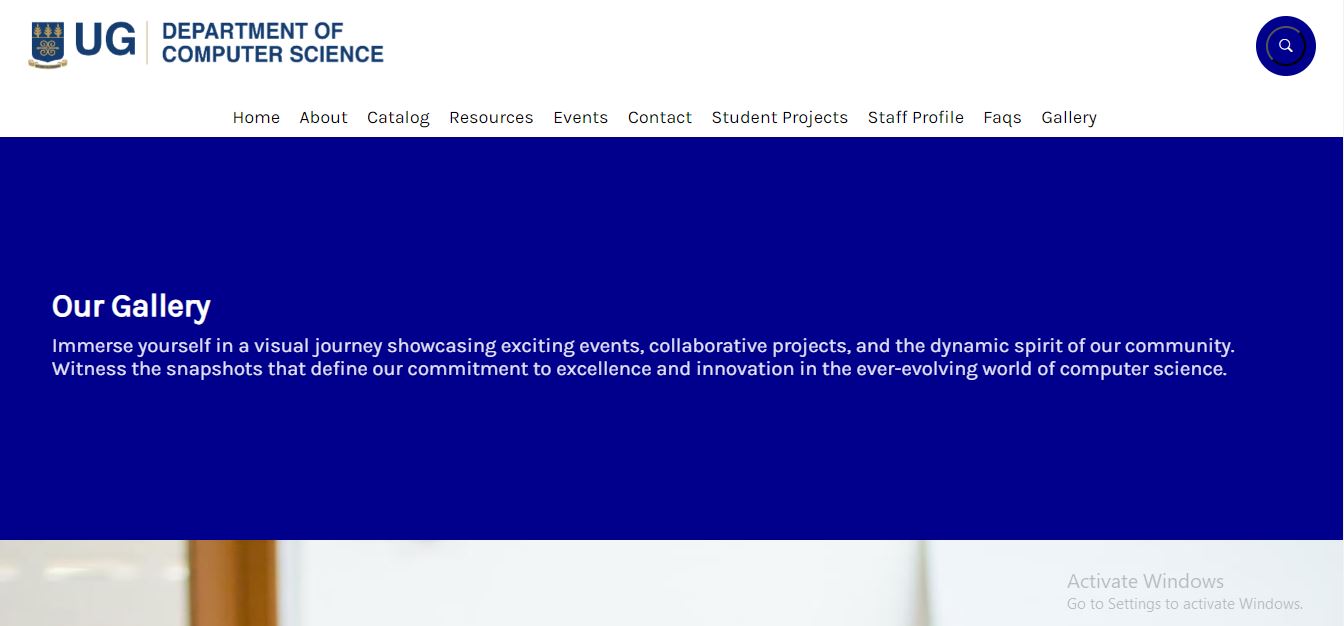 UG
DEPARTMENT OF
COMPUTER SCIENCE
Home About Catalog Resources Events Contact Student Projects Staff Profile Faqs Gallery
Our Gallery
Immerse yourself in a visual journey showcasing exciting events, collaborative projects, and the dynamic spirit of our community.
Witness the snapshots that define our commitment to excellence and innovation in the ever-evolving world of computer science.
Activate Windows
Go to Settings to activate Windows.